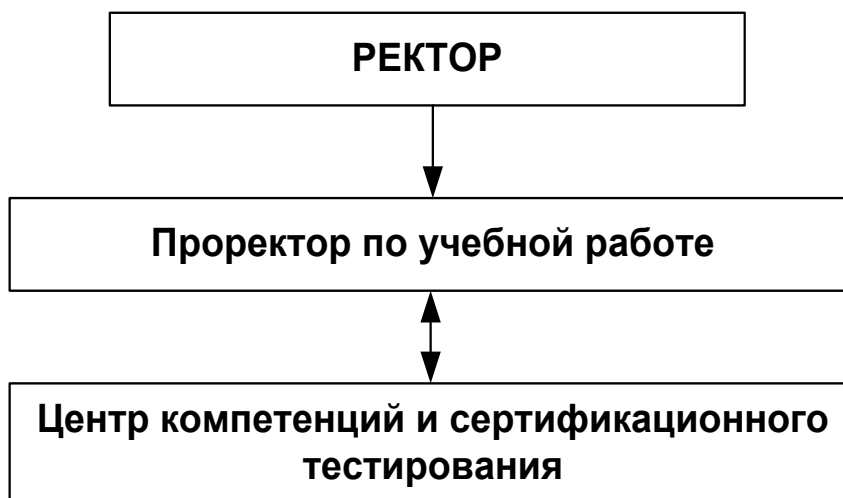 РЕКТОР
Проректор по учебной работе
Центр компетенций и сертификационного
тестирования